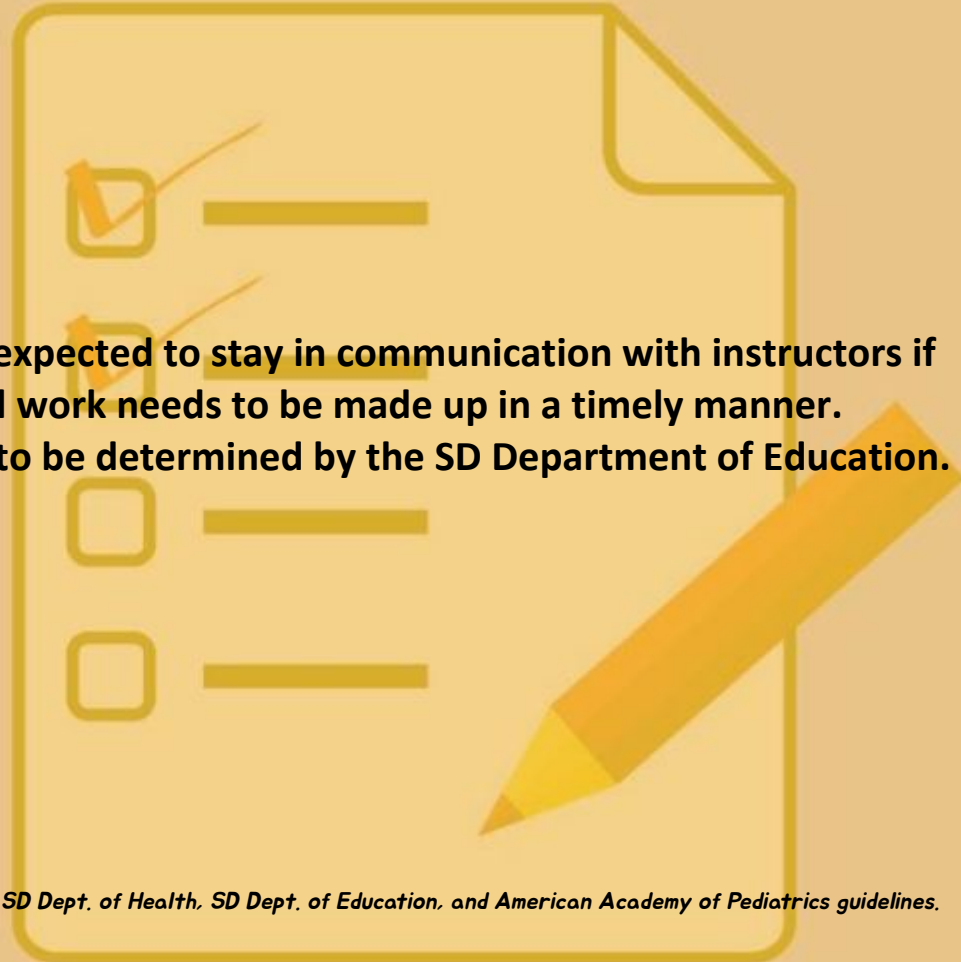 expected to stay in communication with instructors if
work needs to be made up in a timely manner.
to be determined by the SD Department of Education.
SD Dept. of Health, SD Dept. of Education, and American Academy of Pediatrics guidelines.